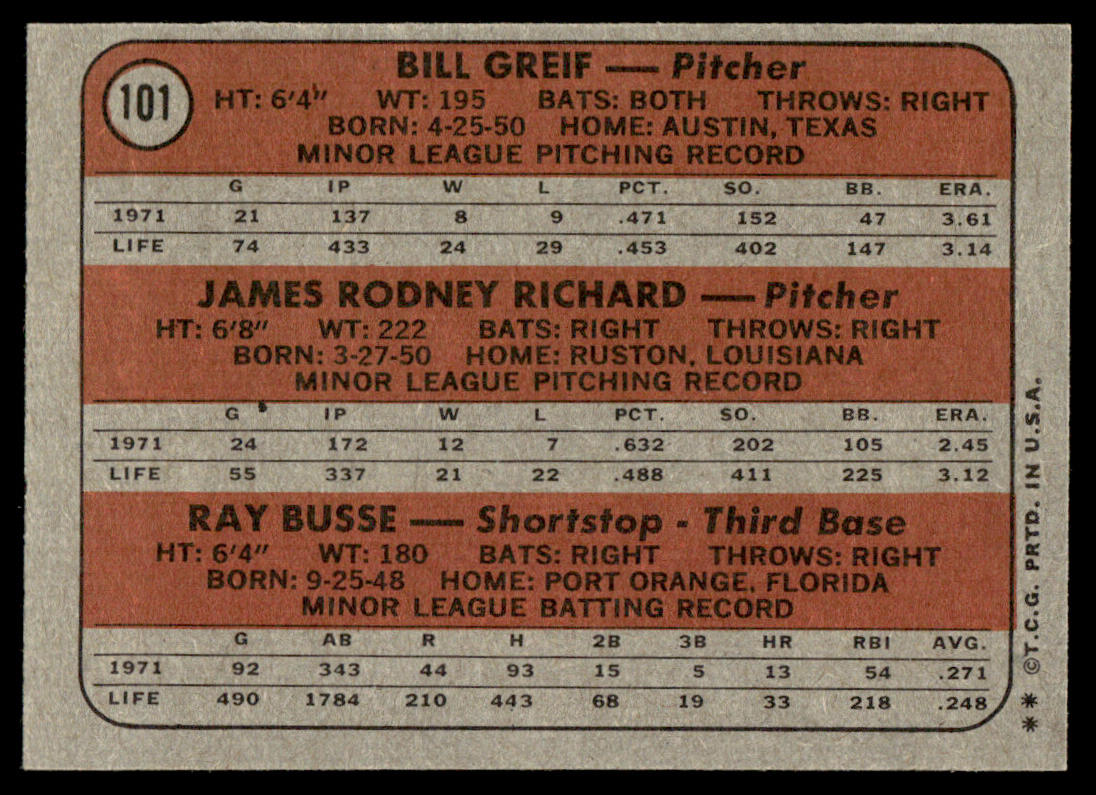 101
BILL GREIF — Pitcher
HT: 6'4" WT: 195 BATS: BOTH THROWS: RIGHT
BORN: 4-25-50 HOME: AUSTIN, TEXAS
MINOR LEAGUE PITCHING RECORD
G IP W L PCT. SO. BB. ERA.
1971 21 137 8 9 .471 152 47 3.61
LIFE 74 433 24 29 .453 402 147 3.14
JAMES RODNEY RICHARD — Pitcher
HT: 6'8" WT: 222 BATS: RIGHT THROWS: RIGHT
BORN: 3-27-50 HOME: RUSTON, LOUISIANA
MINOR LEAGUE PITCHING RECORD
G IP W L PCT. SO. BB. ERA.
1971 24 172 12 7 .632 202 105 2.45
LIFE 55 337 21 22 .488 411 225 3.12
RAY BUSSE — Shortstop - Third Base
HT: 6'4" WT: 180 BATS: RIGHT THROWS: RIGHT
BORN: 9-25-48 HOME: PORT ORANGE, FLORIDA
MINOR LEAGUE BATTING RECORD
G AB R H 2B 3B HR RBI AVG.
1971 92 343 44 93 15 5 13 54 .271
LIFE 490 1784 210 443 68 19 33 218 .248
** ©T.C.G. PRTD. IN U.S.A.